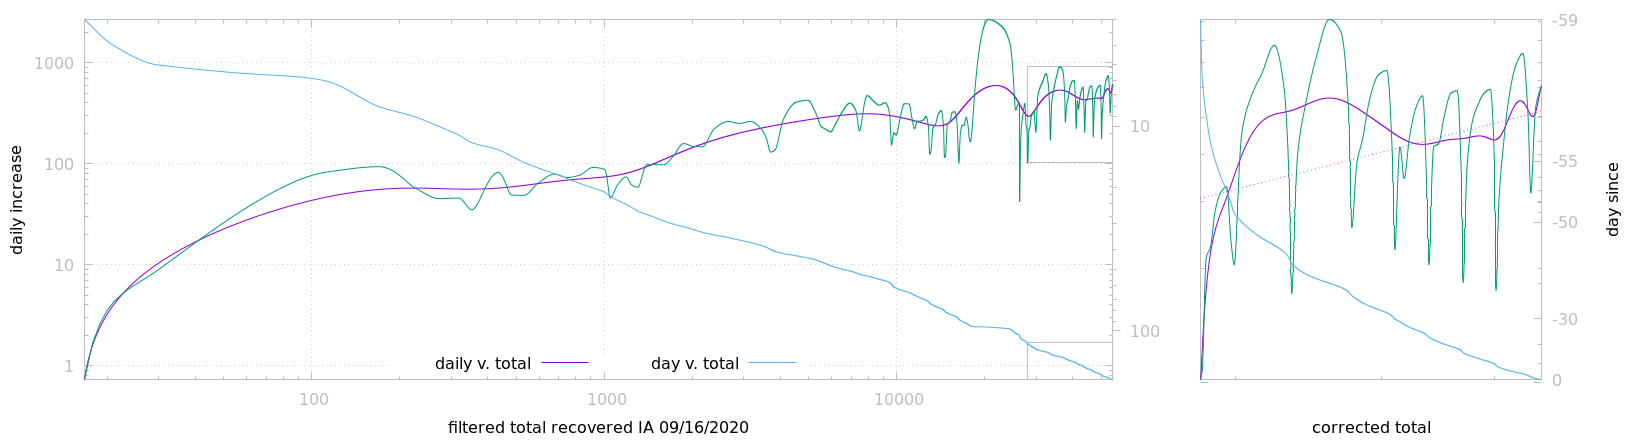 1000
100
10
1
daily increase
daily v. total
day v. total
100
1000
10000
filtered total recovered IA 09/16/2020
10
100
-59
-55
-50
-30
0
day since
corrected total